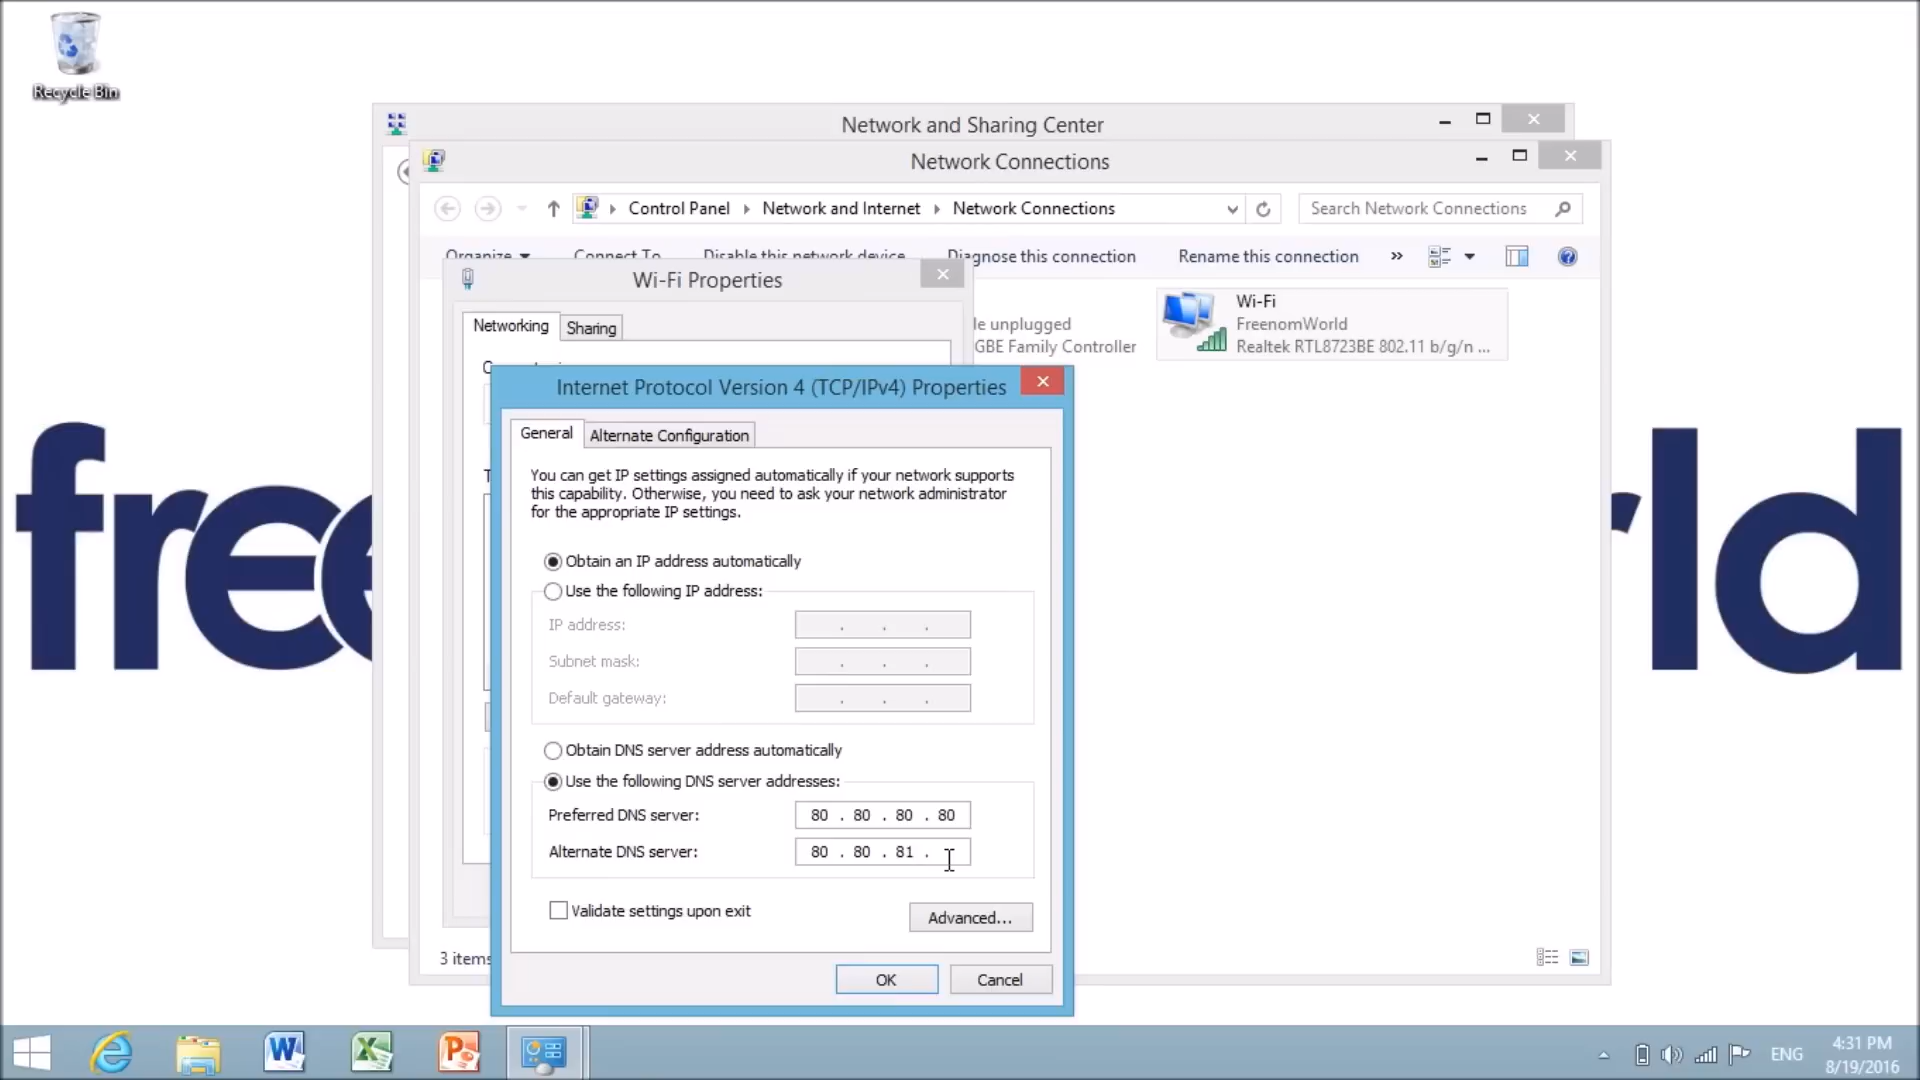 Recycle Bin
Network and Sharing Center
Network Connections
Control Panel Network and Internet Network Connections
Search Network Connections
Organize Connect To Disable this network device Diagnose this connection Rename this connection »
Wi-Fi Properties
Networking
Sharing
le unplugged
GBE Family Controller
Wi-Fi
FreenomWorld
Realtek RTL8723BE 802.11 b/g/n ...
Internet Protocol Version 4 (TCP/IPv4) Properties
General
Alternate Configuration
You can get IP settings assigned automatically if your network supports
this capability. Otherwise, you need to ask your network administrator
for the appropriate IP settings.
Obtain an IP address automatically
Use the following IP address:
IP address: . . .
Subnet mask: . . .
Default gateway: . . .
Obtain DNS server address automatically
Use the following DNS server addresses:
Preferred DNS server: 80 . 80 . 80 . 80
Alternate DNS server: 80 . 80 . 81 .
Validate settings upon exit
Advanced...
OK
Cancel
3 items
free
rld
ENG
4:31 PM
8/19/2016